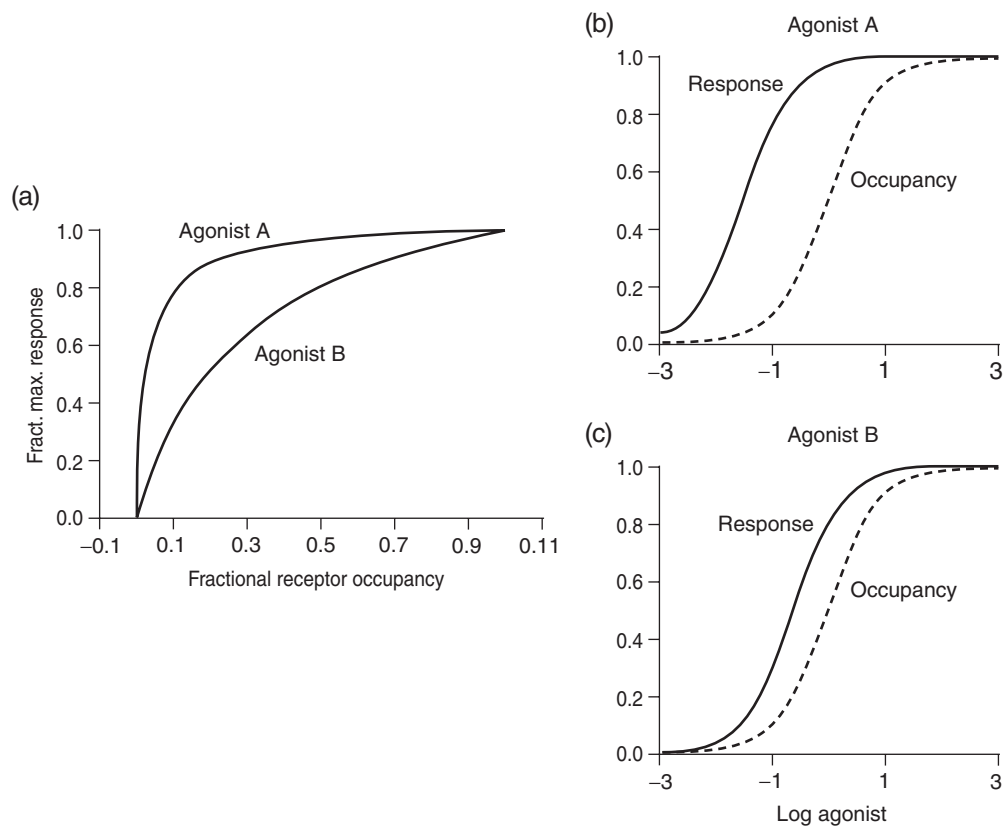 (a)
Fract. max. response
1.0
0.8
0.6
0.4
0.2
0.0
Agonist A
Agonist B
−0.1 0.1 0.3 0.5 0.7 0.9 0.11
Fractional receptor occupancy
(b)
Agonist A
1.0
0.8
0.6
0.4
0.2
0.0
Response
Occupancy
−3 −1 1 3
(c)
Agonist B
1.0
0.8
0.6
0.4
0.2
0.0
Response
Occupancy
−3 −1 1 3
Log agonist